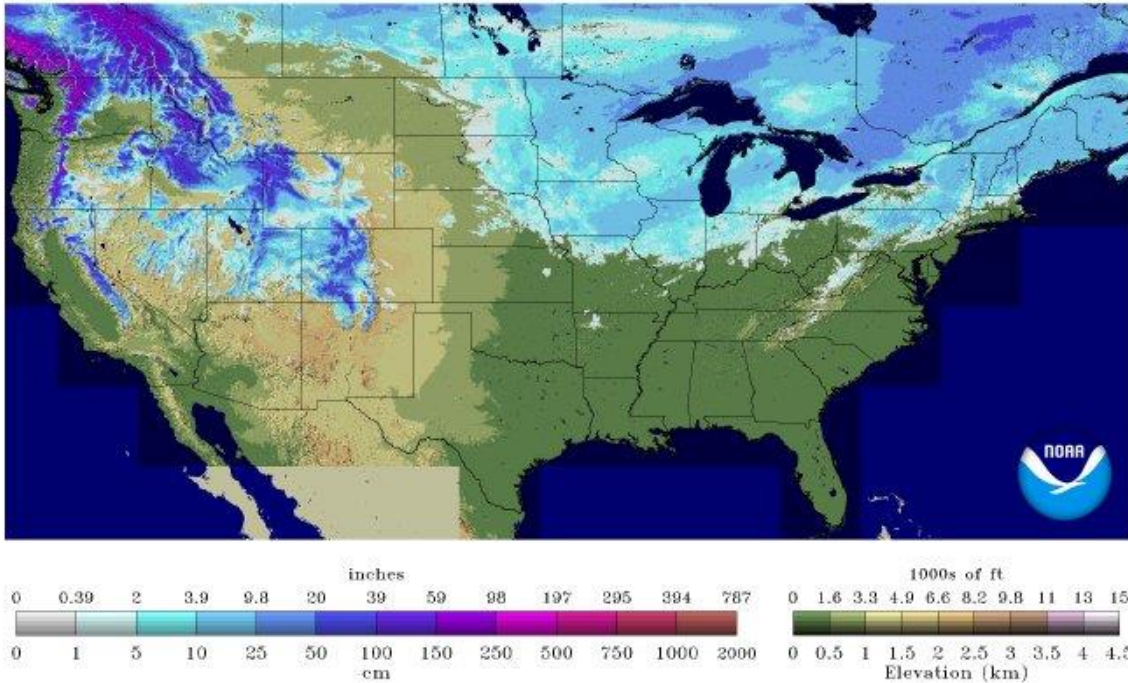 NOAA
inches
0 0.39 2 3.9 9.8 20 39 59 98 197 295 394 787
0 1 5 10 25 50 100 150 250 500 750 1000 2000
cm
1000s of ft
0 1.6 3.3 4.9 6.6 8.2 9.8 11 13 15
0 0.5 1 1.5 2 2.5 3 3.5 4 4.5
Elevation (km)